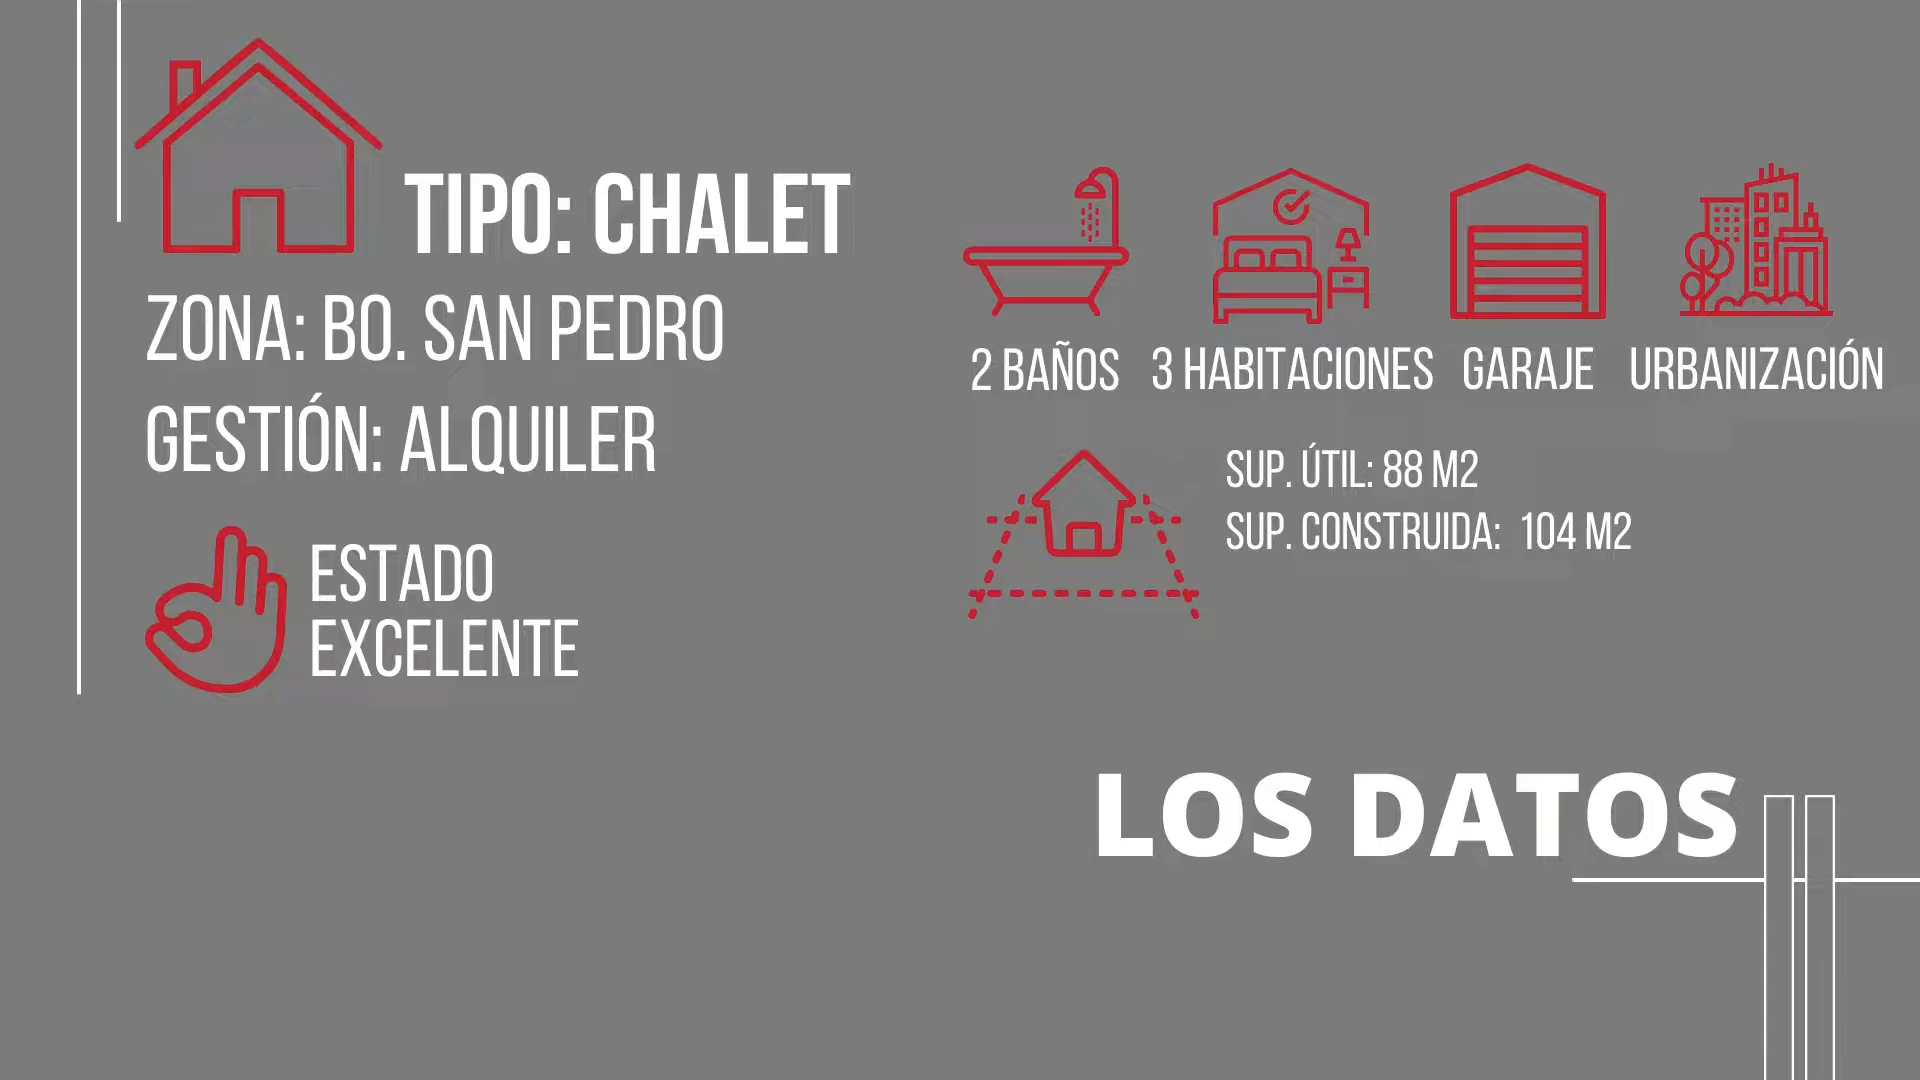 TIPO: CHALET
ZONA: BO. SAN PEDRO
GESTIÓN: ALQUILER
ESTADO
EXCELENTE
2 BAÑOS
3 HABITACIONES
GARAJE
URBANIZACIÓN
SUP. ÚTIL: 88 M2
SUP. CONSTRUIDA: 104 M2
LOS DATOS